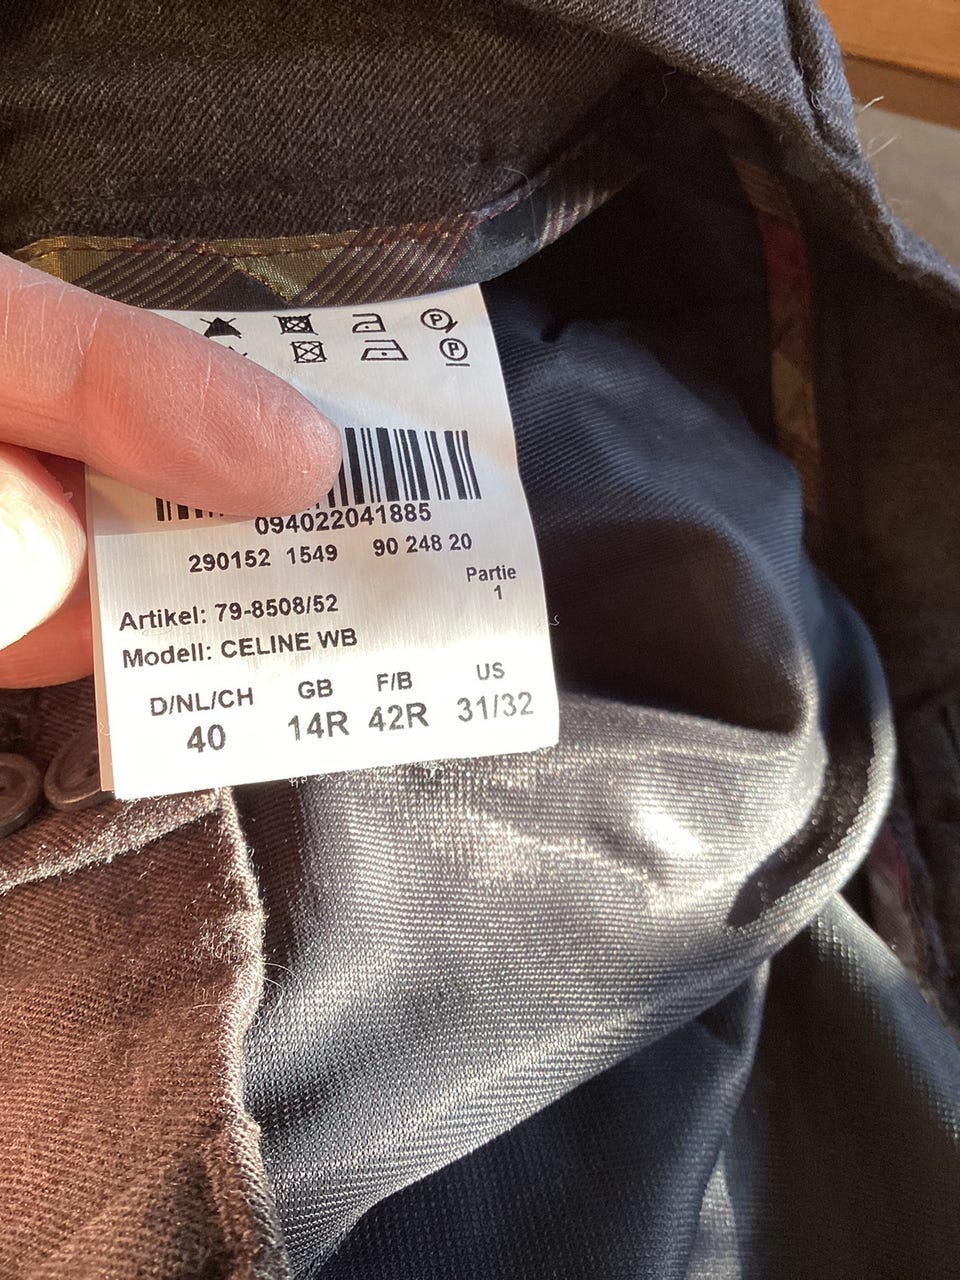 094022041885
290152 1549 90 248 20
Partie
1
Artikel: 79-8508/52
Modell: CELINE WB
D/NL/CH GB F/B US
40 14R 42R 31/32